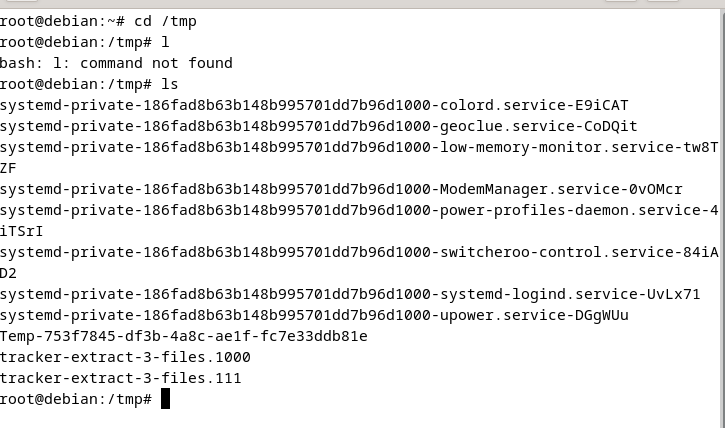 root@debian:~# cd /tmp
root@debian:/tmp# l
bash: l: command not found
root@debian:/tmp# ls
systemd-private-186fad8b63b148b995701dd7b96d1000-colord.service-E9iCAT
systemd-private-186fad8b63b148b995701dd7b96d1000-geoclue.service-CoDQit
systemd-private-186fad8b63b148b995701dd7b96d1000-low-memory-monitor.service-tw8T
ZF
systemd-private-186fad8b63b148b995701dd7b96d1000-ModemManager.service-0vOMcr
systemd-private-186fad8b63b148b995701dd7b96d1000-power-profiles-daemon.service-4
iTSrI
systemd-private-186fad8b63b148b995701dd7b96d1000-switcheroo-control.service-84iA
D2
systemd-private-186fad8b63b148b995701dd7b96d1000-systemd-logind.service-UvLx71
systemd-private-186fad8b63b148b995701dd7b96d1000-upower.service-DGgWUu
Temp-753f7845-df3b-4a8c-ae1f-fc7e33ddb81e
tracker-extract-3-files.1000
tracker-extract-3-files.111
root@debian:/tmp#